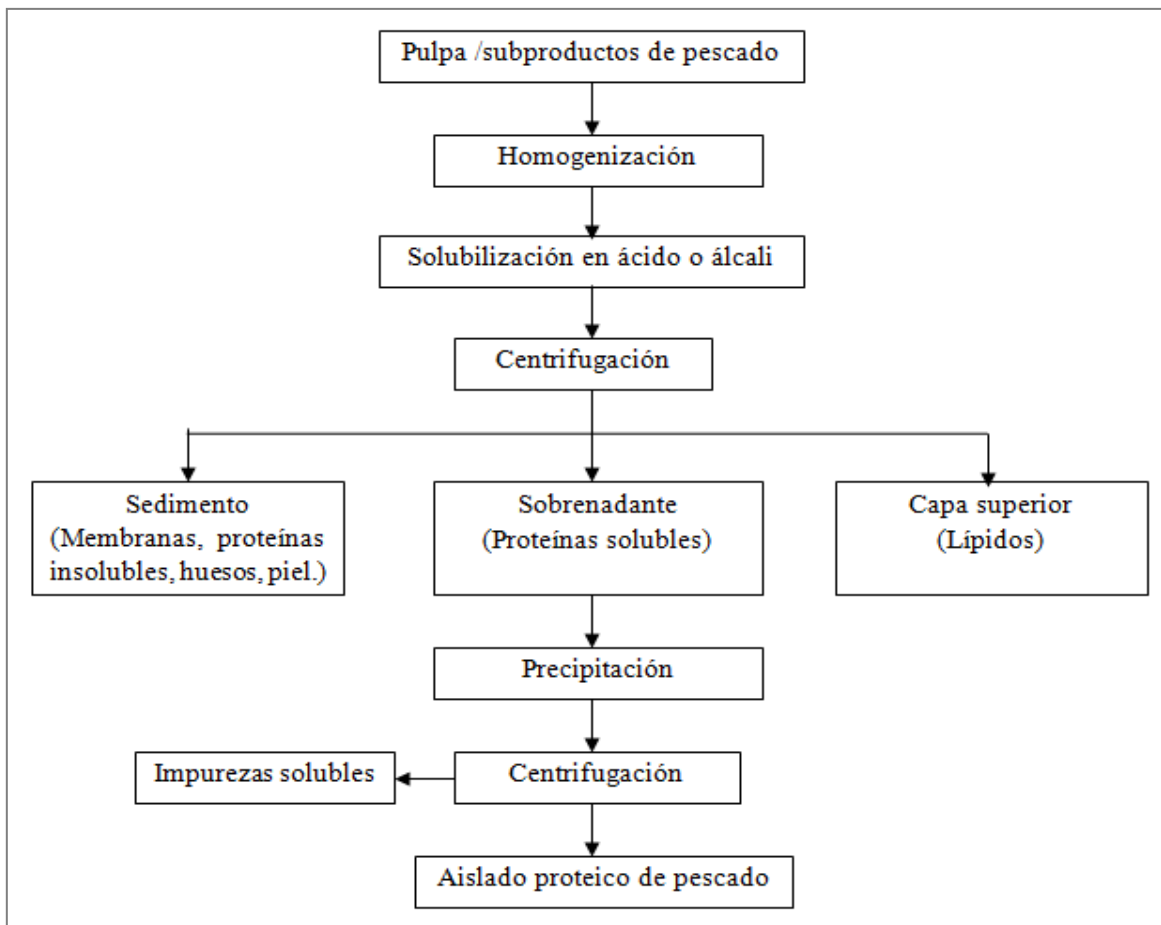 Pulpa /subproductos de pescado
Homogenización
Solubilización en ácido o álcali
Centrifugación
Sedimento
(Membranas, proteínas
insolubles, huesos, piel.)
Sobrenadante
(Proteínas solubles)
Capa superior
(Lípidos)
Precipitación
Impurezas solubles
Centrifugación
Aislado proteico de pescado